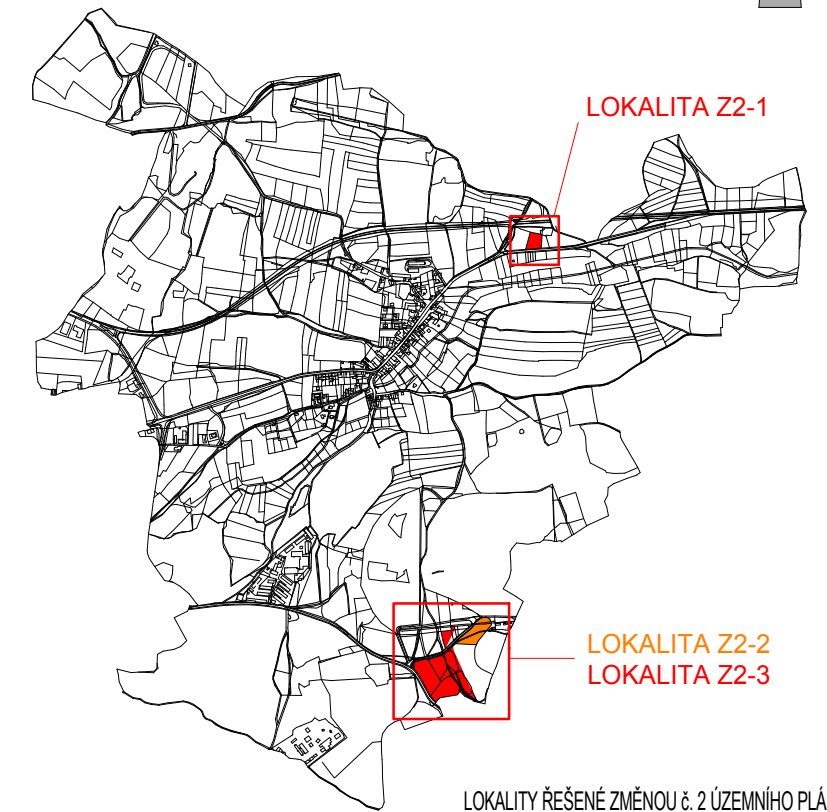 LOKALITA Z2-1
LOKALITA Z2-2
LOKALITA Z2-3
LOKALITY ŘEŠENÉ ZMĚNOU č. 2 ÚZEMNÍHO PLÁ